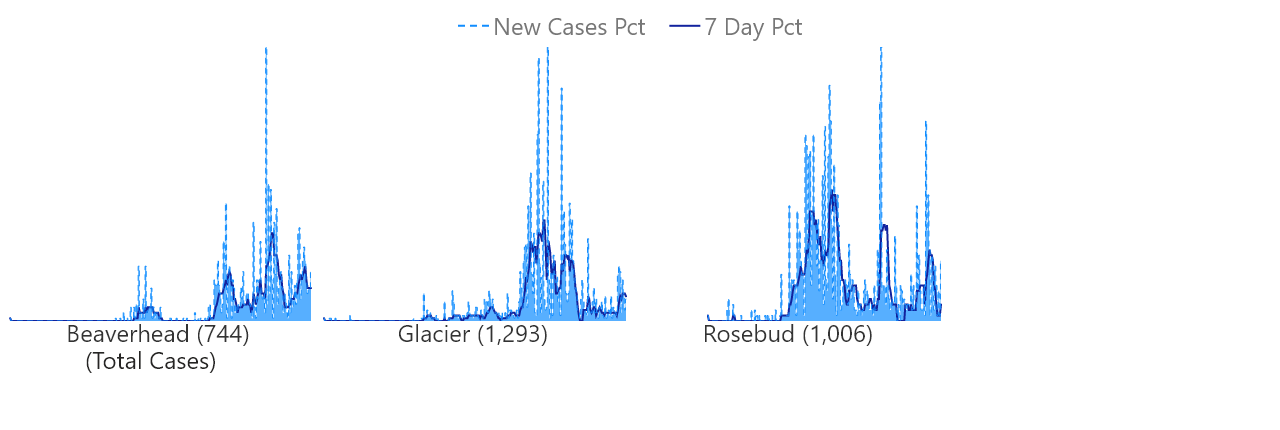 New Cases Pct 7 Day Pct
Beaverhead (744) Glacier (1,293) Rosebud (1,006)
(Total Cases)